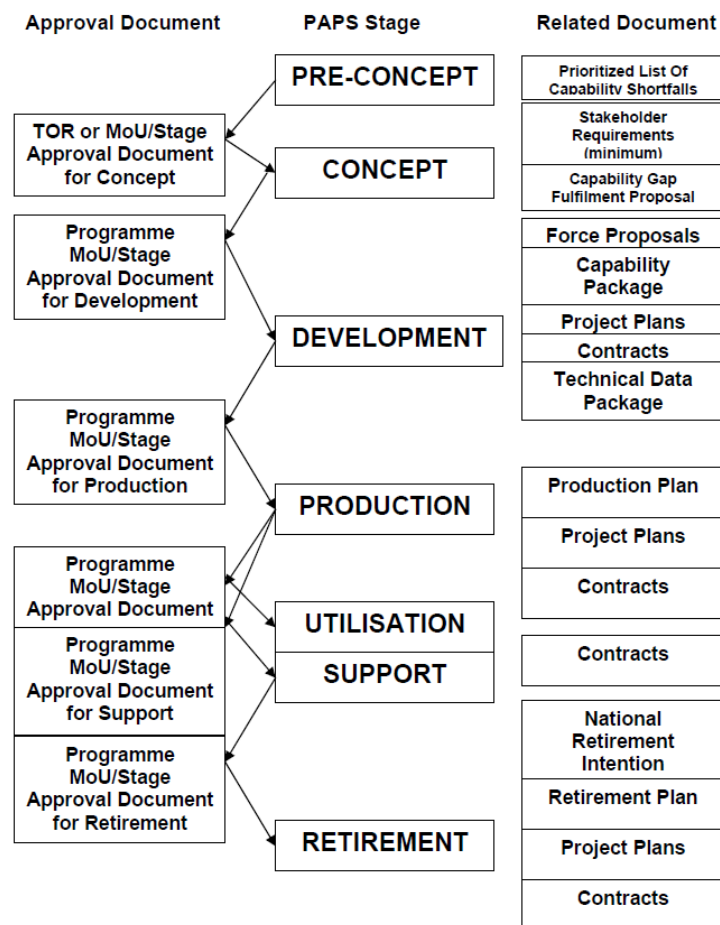 Approval Document
PAPS Stage
Related Document
PRE-CONCEPT
Prioritized List Of
Capability Shortfalls
TOR or MoU/Stage
Approval Document
for Concept
CONCEPT
Stakeholder
Requirements
(minimum)
Capability Gap
Fulfilment Proposal
Programme
MoU/Stage
Approval Document
for Development
Force Proposals
Capability
Package
DEVELOPMENT
Project Plans
Contracts
Technical Data
Package
Programme
MoU/Stage
Approval Document
for Production
PRODUCTION
Production Plan
Project Plans
Contracts
Programme
MoU/Stage
Approval Document
UTILISATION
Programme
MoU/Stage
Approval Document
for Support
SUPPORT
Contracts
Programme
MoU/Stage
Approval Document
for Retirement
RETIREMENT
National
Retirement
Intention
Retirement Plan
Project Plans
Contracts